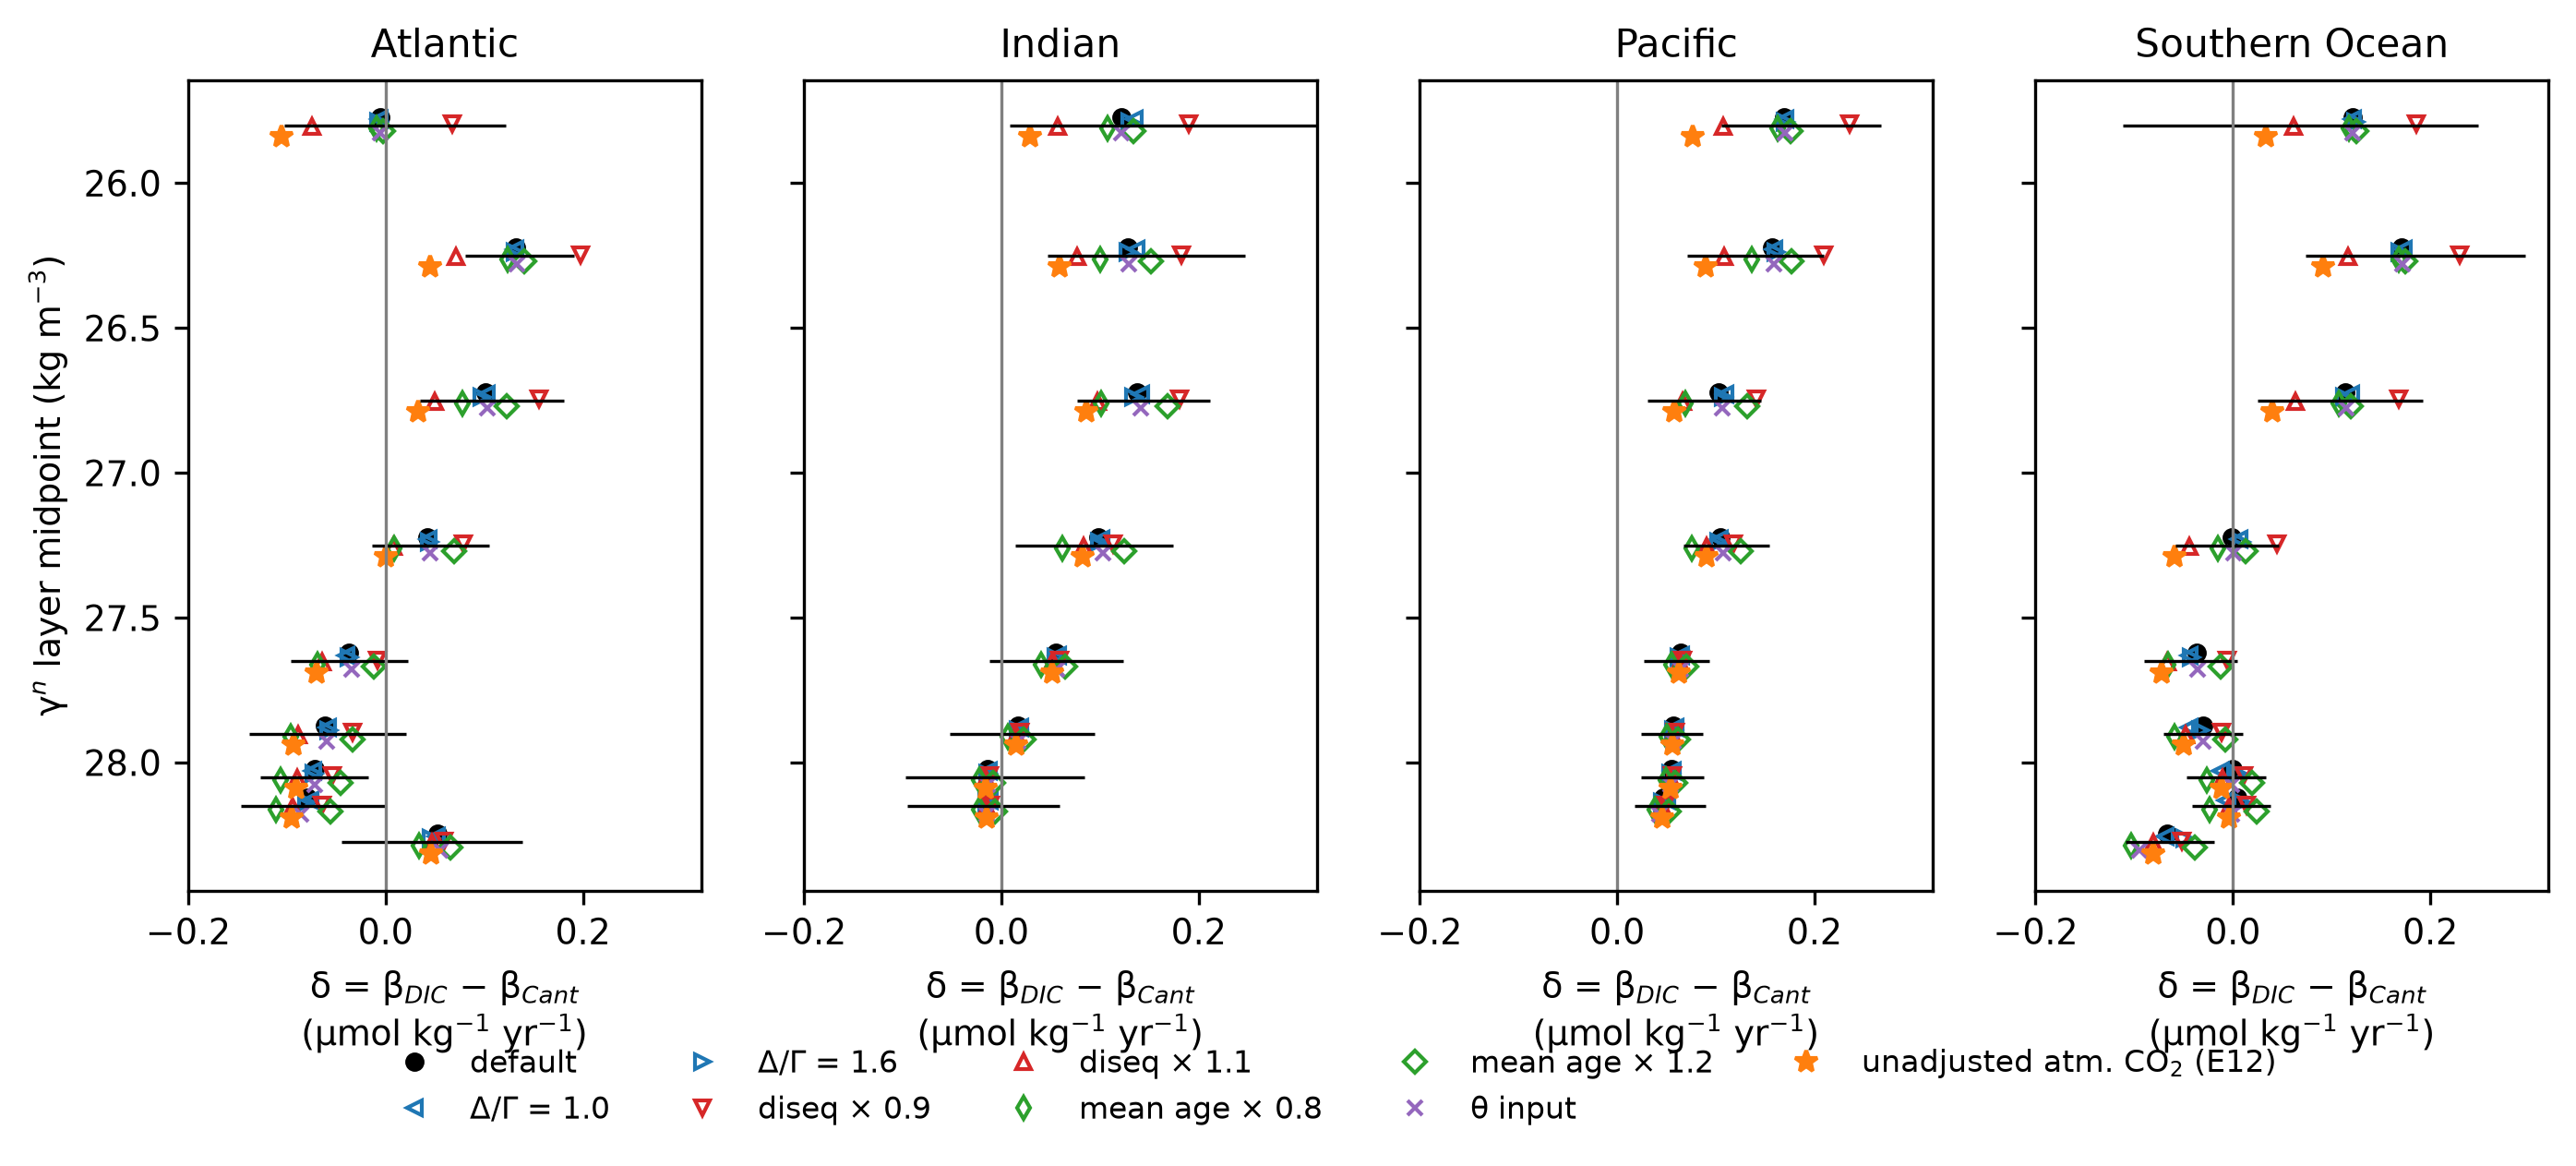 Atlantic
Indian
Pacific
Southern Ocean
γⁿ layer midpoint (kg m⁻³)
26.0
26.5
27.0
27.5
28.0
−0.2 0.0 0.2
−0.2 0.0 0.2
−0.2 0.0 0.2
−0.2 0.0 0.2
δ = β_DIC − β_Cant
(μmol kg⁻¹ yr⁻¹)
δ = β_DIC − β_Cant
(μmol kg⁻¹ yr⁻¹)
δ = β_DIC − β_Cant
(μmol kg⁻¹ yr⁻¹)
δ = β_DIC − β_Cant
(μmol kg⁻¹ yr⁻¹)
default
Δ/Γ = 1.0
Δ/Γ = 1.6
diseq × 0.9
diseq × 1.1
mean age × 0.8
mean age × 1.2
θ input
unadjusted atm. CO₂ (E12)